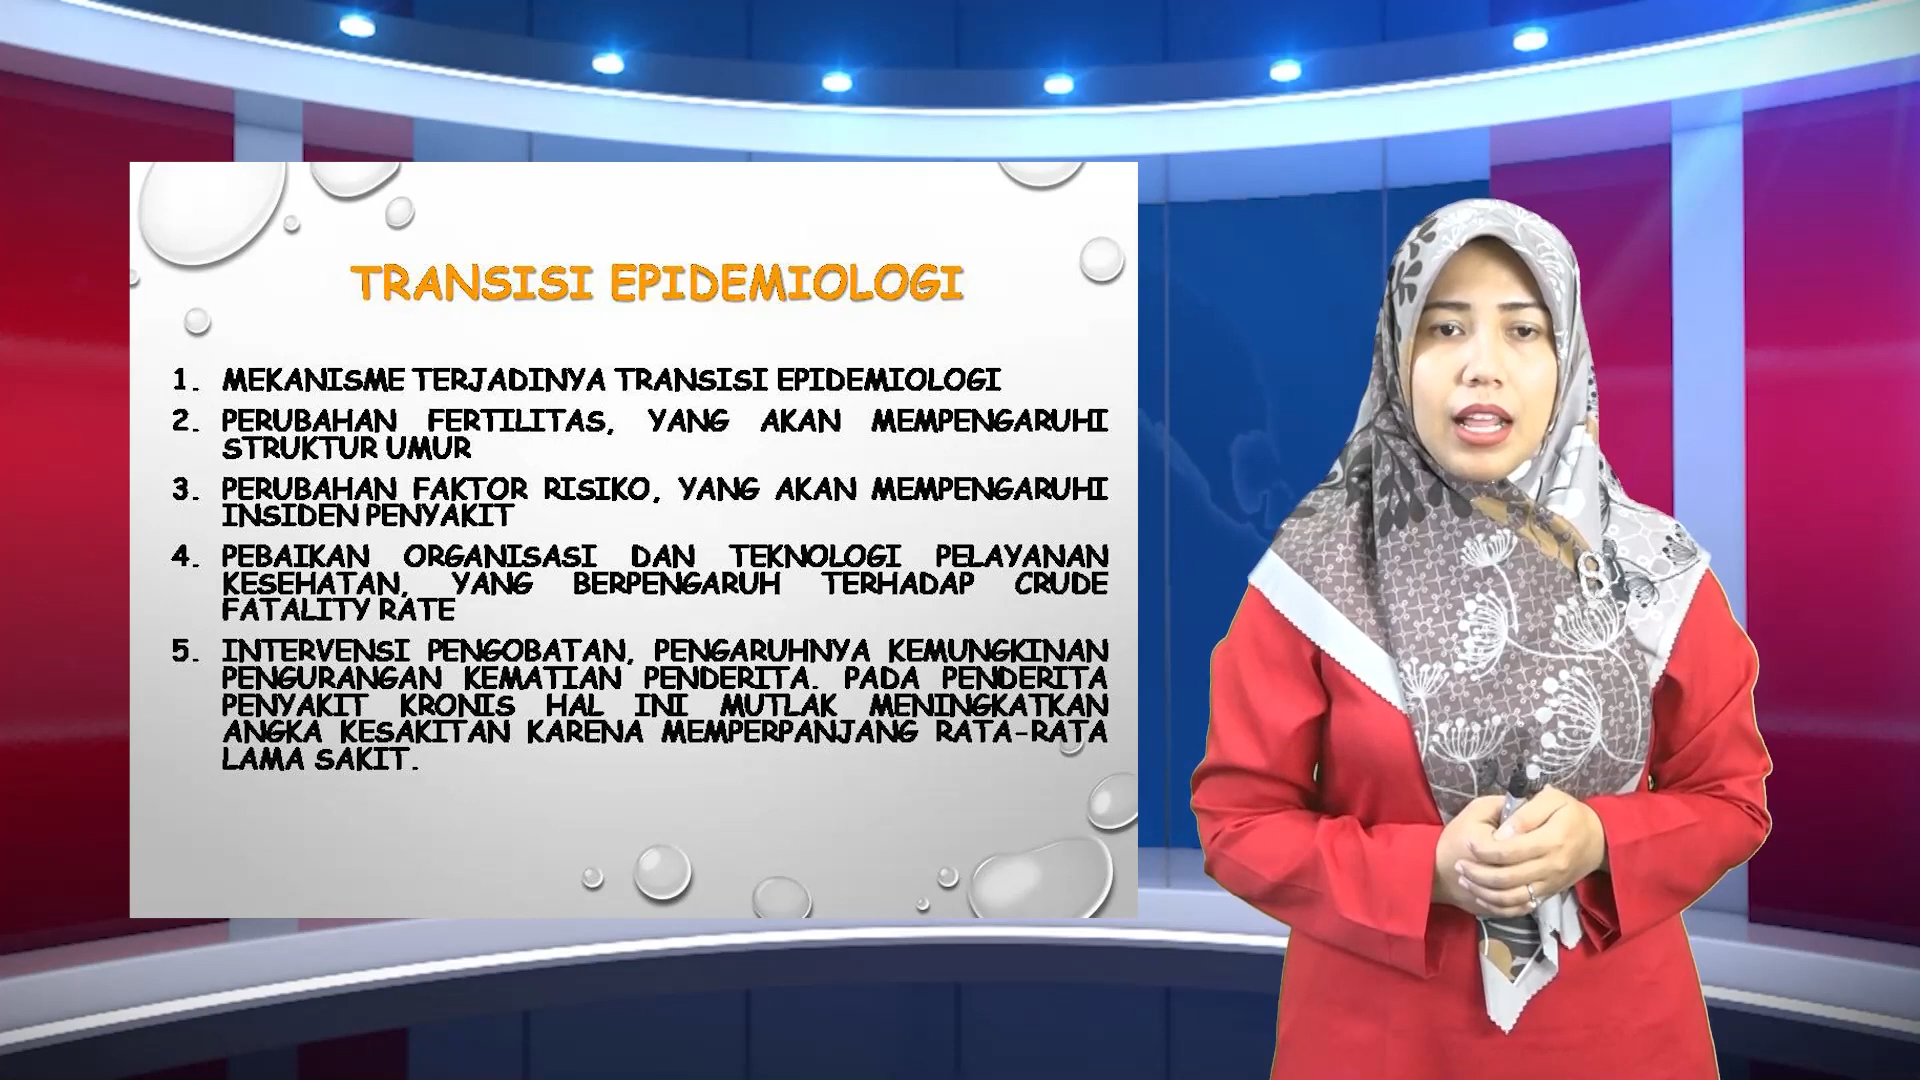 TRANSISI EPIDEMIOLOGI
1. MEKANISME TERJADINYA TRANSISI EPIDEMIOLOGI
2. PERUBAHAN FERTILITAS, YANG AKAN MEMPENGARUHI
STRUKTUR UMUR
3. PERUBAHAN FAKTOR RISIKO, YANG AKAN MEMPENGARUHI
INSIDEN PENYAKIT
4. PEBAIKAN ORGANISASI DAN TEKNOLOGI PELAYANAN
KESEHATAN, YANG BERPENGARUH TERHADAP CRUDE
FATALITY RATE
5. INTERVENSI PENGOBATAN, PENGARUHNYA KEMUNGKINAN
PENGURANGAN KEMATIAN PENDERITA. PADA PENDERITA
PENYAKIT KRONIS HAL INI MUTLAK MENINGKATKAN
ANGKA KESAKITAN KARENA MEMPERPANJANG RATA-RATA
LAMA SAKIT.